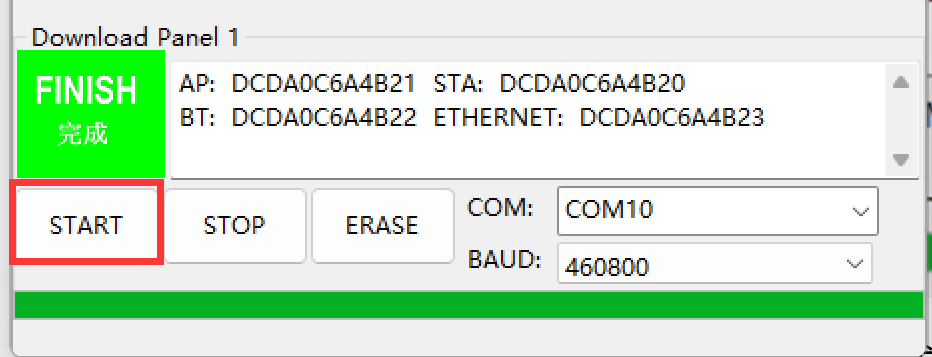 Download Panel 1
FINISH
完成
AP: DCDA0C6A4B21 STA: DCDA0C6A4B20
BT: DCDA0C6A4B22 ETHERNET: DCDA0C6A4B23
START
STOP
ERASE
COM:
COM10
BAUD:
460800